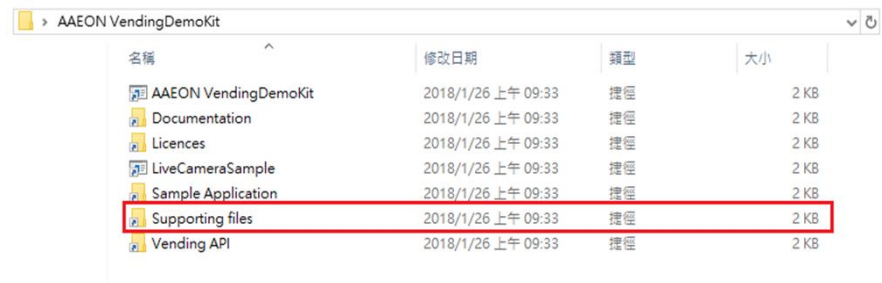 AAEON VendingDemoKit
名稱 修改日期 類型 大小
AAEON VendingDemoKit 2018/1/26 上午 09:33 捷徑 2 KB
Documentation 2018/1/26 上午 09:33 捷徑 2 KB
Licences 2018/1/26 上午 09:33 捷徑 2 KB
LiveCameraSample 2018/1/26 上午 09:33 捷徑 2 KB
Sample Application 2018/1/26 上午 09:33 捷徑 2 KB
Supporting files 2018/1/26 上午 09:33 捷徑 2 KB
Vending API 2018/1/26 上午 09:33 捷徑 2 KB